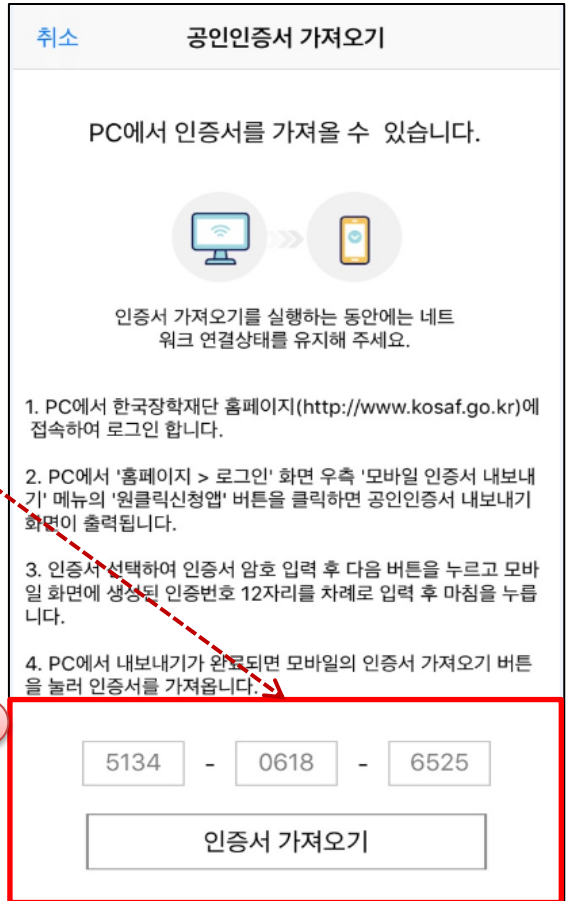 취소 공인인증서 가져오기
PC에서 인증서를 가져올 수 있습니다.
인증서 가져오기를 실행하는 동안에는 네트
워크 연결상태를 유지해 주세요.
1. PC에서 한국장학재단 홈페이지(http://www.kosaf.go.kr)에
접속하여 로그인 합니다.
2. PC에서 '홈페이지 > 로그인' 화면 우측 '모바일 인증서 내보내
기' 메뉴의 '원클릭신청앱' 버튼을 클릭하면 공인인증서 내보내기
화면이 출력됩니다.
3. 인증서 선택하여 인증서 암호 입력 후 다음 버튼을 누르고 모바
일 화면에 생성된 인증번호 12자리를 차례로 입력 후 마침을 누릅
니다.
4. PC에서 내보내기가 완료되면 모바일의 인증서 가져오기 버튼
을 눌러 인증서를 가져옵니다.
5134 - 0618 - 6525
인증서 가져오기